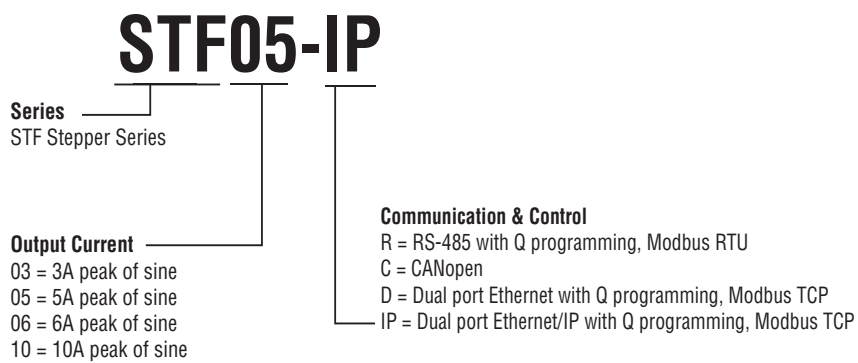 STF05-IP
Series
STF Stepper Series
Output Current
03 = 3A peak of sine
05 = 5A peak of sine
06 = 6A peak of sine
10 = 10A peak of sine
Communication & Control
R = RS-485 with Q programming, Modbus RTU
C = CANopen
D = Dual port Ethernet with Q programming, Modbus TCP
IP = Dual port Ethernet/IP with Q programming, Modbus TCP